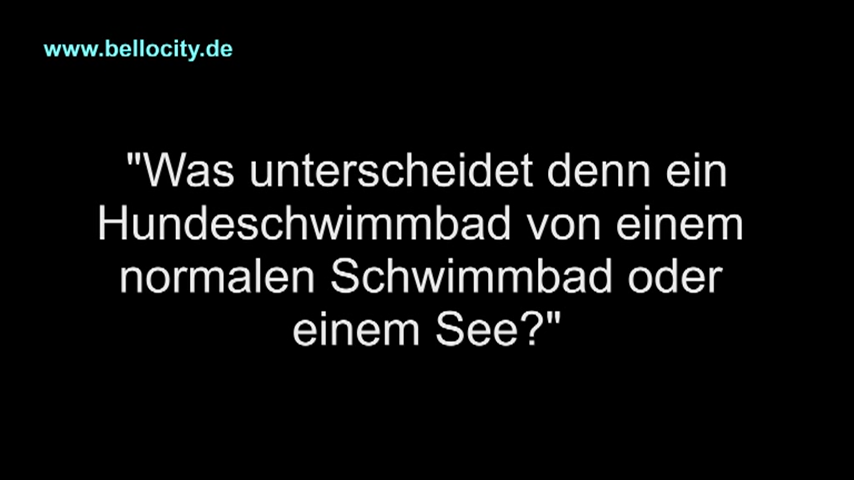 www.bellocity.de
"Was unterscheidet denn ein
Hundeschwimmbad von einem
normalen Schwimmbad oder
einem See?"